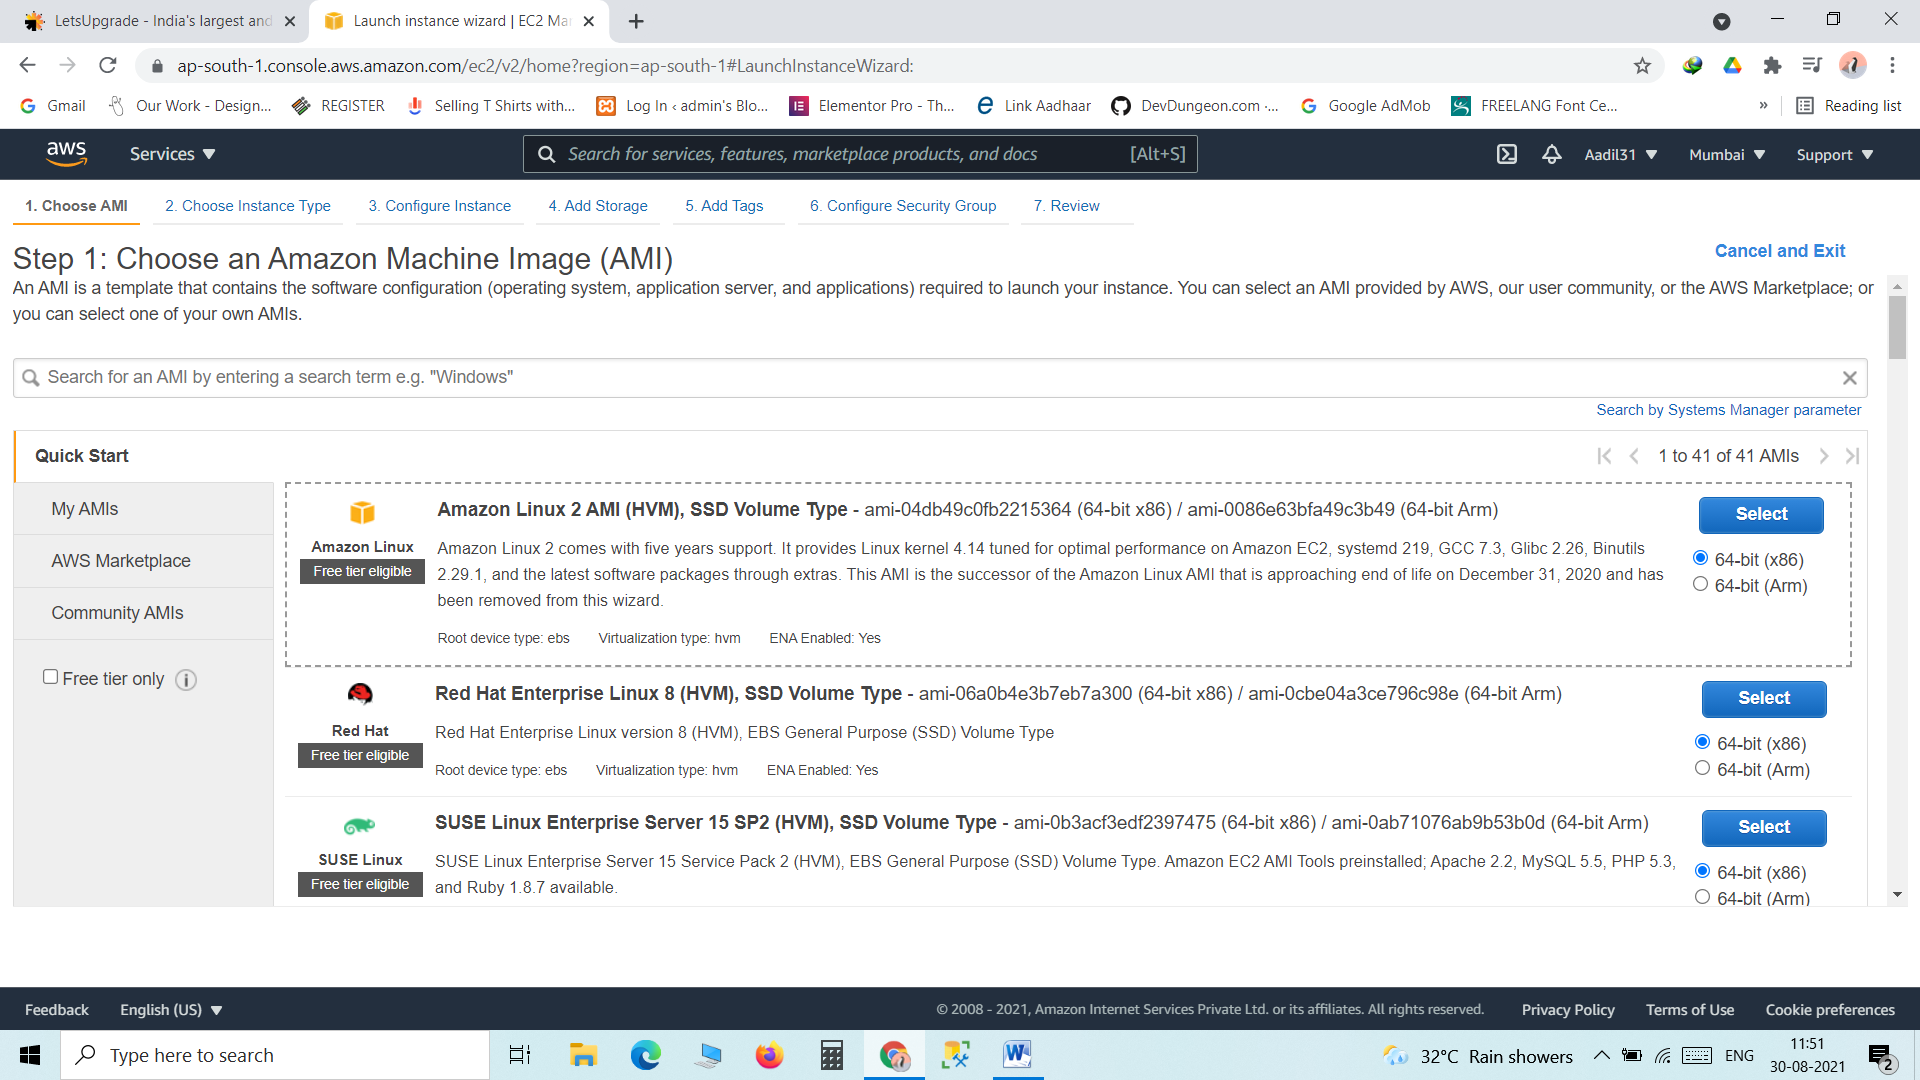 LetsUpgrade - India's largest and
Launch instance wizard | EC2 Ma
ap-south-1.console.aws.amazon.com/ec2/v2/home?region=ap-south-1#LaunchInstanceWizard:
Gmail
Our Work - Design...
REGISTER
Selling T Shirts with...
Log In ‹ admin's Blo...
Elementor Pro - Th...
Link Aadhaar
DevDungeon.com -...
Google AdMob
FREELANG Font Ce...
»
Reading list
aws
Services
Search for services, features, marketplace products, and docs
[Alt+S]
Aadil31
Mumbai
Support
1. Choose AMI
2. Choose Instance Type
3. Configure Instance
4. Add Storage
5. Add Tags
6. Configure Security Group
7. Review
Step 1: Choose an Amazon Machine Image (AMI)
Cancel and Exit
An AMI is a template that contains the software configuration (operating system, application server, and applications) required to launch your instance. You can select an AMI provided by AWS, our user community, or the AWS Marketplace; or
you can select one of your own AMIs.
Search for an AMI by entering a search term e.g. "Windows"
Search by Systems Manager parameter
Quick Start
1 to 41 of 41 AMIs
My AMIs
AWS Marketplace
Community AMIs
Free tier only
Amazon Linux
Free tier eligible
Amazon Linux 2 AMI (HVM), SSD Volume Type - ami-04db49c0fb2215364 (64-bit x86) / ami-0086e63bfa49c3b49 (64-bit Arm)
Amazon Linux 2 comes with five years support. It provides Linux kernel 4.14 tuned for optimal performance on Amazon EC2, systemd 219, GCC 7.3, Glibc 2.26, Binutils
2.29.1, and the latest software packages through extras. This AMI is the successor of the Amazon Linux AMI that is approaching end of life on December 31, 2020 and has
been removed from this wizard.
Root device type: ebs
Virtualization type: hvm
ENA Enabled: Yes
Select
64-bit (x86)
64-bit (Arm)
Red Hat
Free tier eligible
Red Hat Enterprise Linux 8 (HVM), SSD Volume Type - ami-06a0b4e3b7eb7a300 (64-bit x86) / ami-0cbe04a3ce796c98e (64-bit Arm)
Red Hat Enterprise Linux version 8 (HVM), EBS General Purpose (SSD) Volume Type
Root device type: ebs
Virtualization type: hvm
ENA Enabled: Yes
Select
64-bit (x86)
64-bit (Arm)
SUSE Linux
Free tier eligible
SUSE Linux Enterprise Server 15 SP2 (HVM), SSD Volume Type - ami-0b3acf3edf2397475 (64-bit x86) / ami-0ab71076ab9b53b0d (64-bit Arm)
SUSE Linux Enterprise Server 15 Service Pack 2 (HVM), EBS General Purpose (SSD) Volume Type. Amazon EC2 AMI Tools preinstalled; Apache 2.2, MySQL 5.5, PHP 5.3,
and Ruby 1.8.7 available.
Select
64-bit (x86)
64-bit (Arm)
Feedback
English (US)
© 2008 - 2021, Amazon Internet Services Private Ltd. or its affiliates. All rights reserved.
Privacy Policy
Terms of Use
Cookie preferences
Type here to search
32°C Rain showers
ENG
11:51
30-08-2021
2